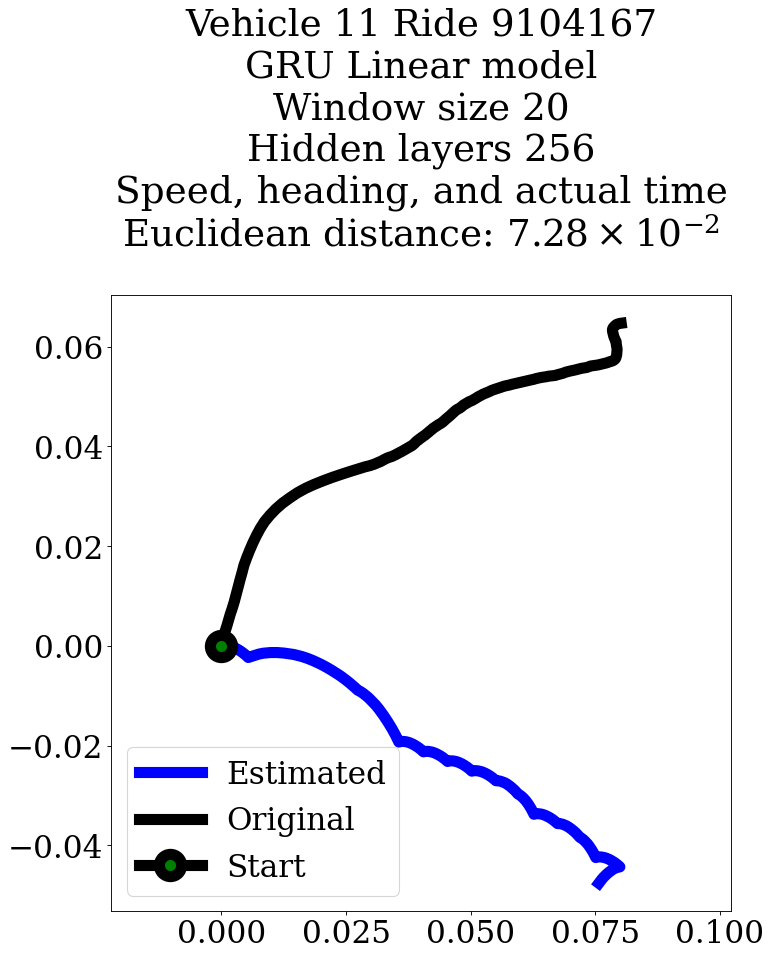 Vehicle 11 Ride 9104167
GRU Linear model
Window size 20
Hidden layers 256
Speed, heading, and actual time
Euclidean distance: 7.28 × 10⁻²
0.06
0.04
0.02
0.00
−0.02
−0.04
Estimated
Original
Start
0.000 0.025 0.050 0.075 0.100